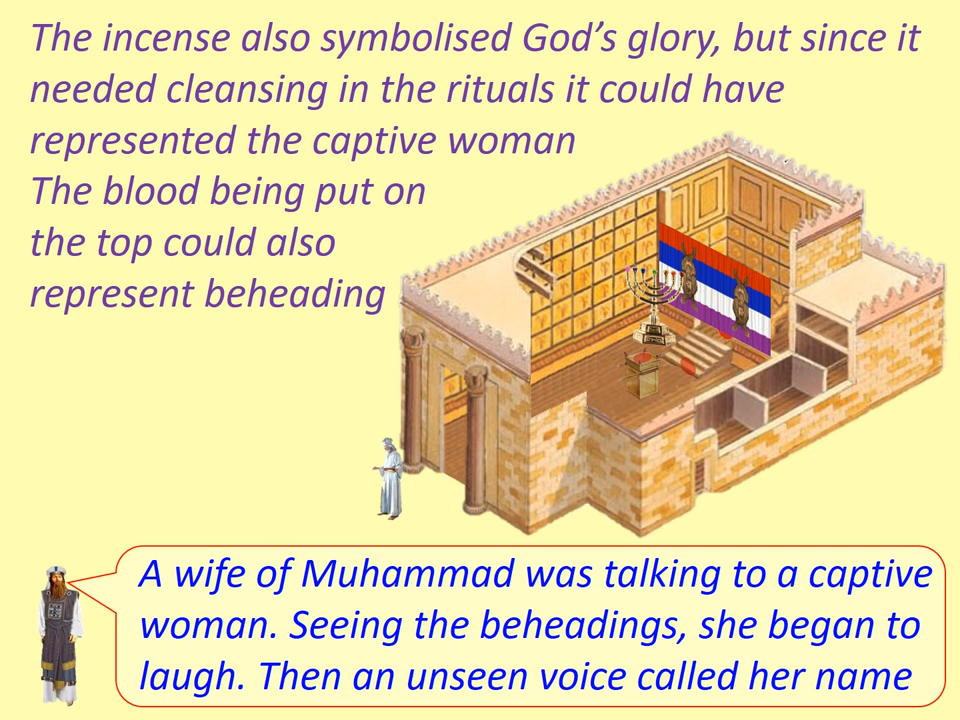 The incense also symbolised God's glory, but since it
needed cleansing in the rituals it could have
represented the captive woman
The blood being put on
the top could also
represent beheading
A wife of Muhammad was talking to a captive
woman. Seeing the beheadings, she began to
laugh. Then an unseen voice called her name